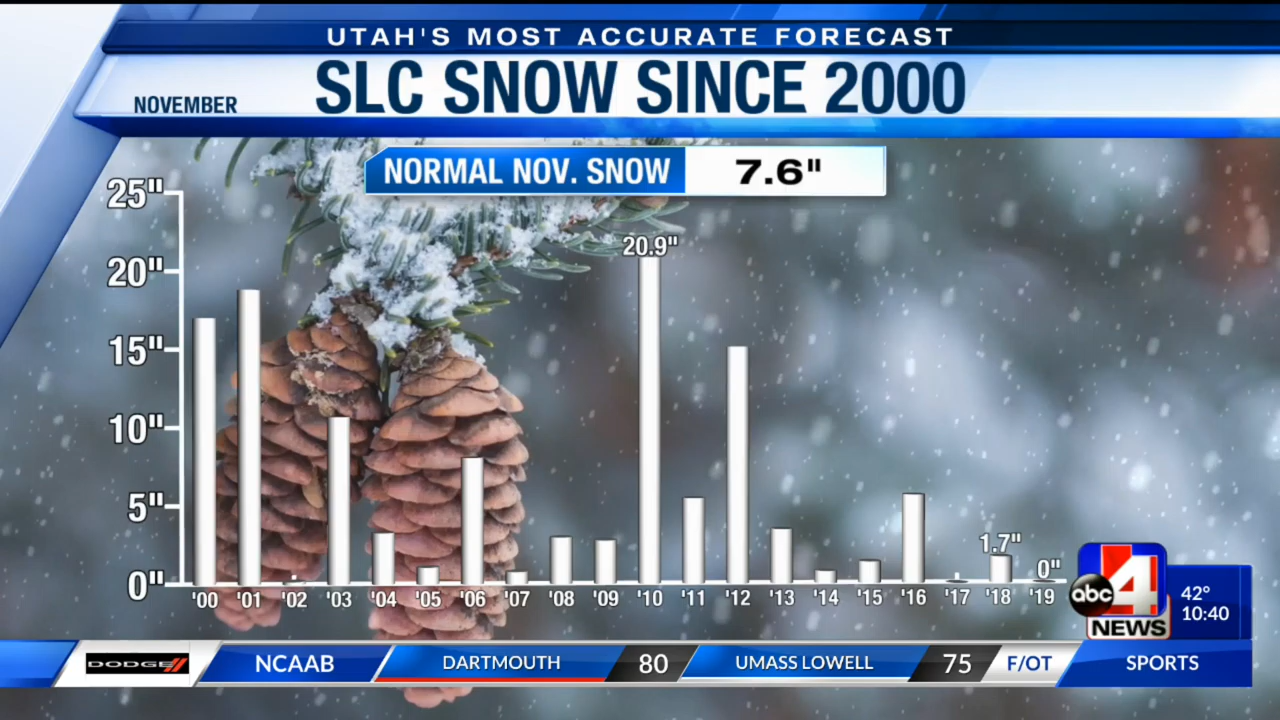 UTAH'S MOST ACCURATE FORECAST
NOVEMBER SLC SNOW SINCE 2000
NORMAL NOV. SNOW 7.6"
25"
20"
15"
10"
5"
0"
20.9"
1.7"
0"
'00 '01 '02 '03 '04 '05 '06 '07 '08 '09 '10 '11 '12 '13 '14 '15 '16 '17 '18 '19
abc 4
NEWS
42°
10:40
DODGE NCAAB DARTMOUTH 80 UMASS LOWELL 75 F/OT SPORTS